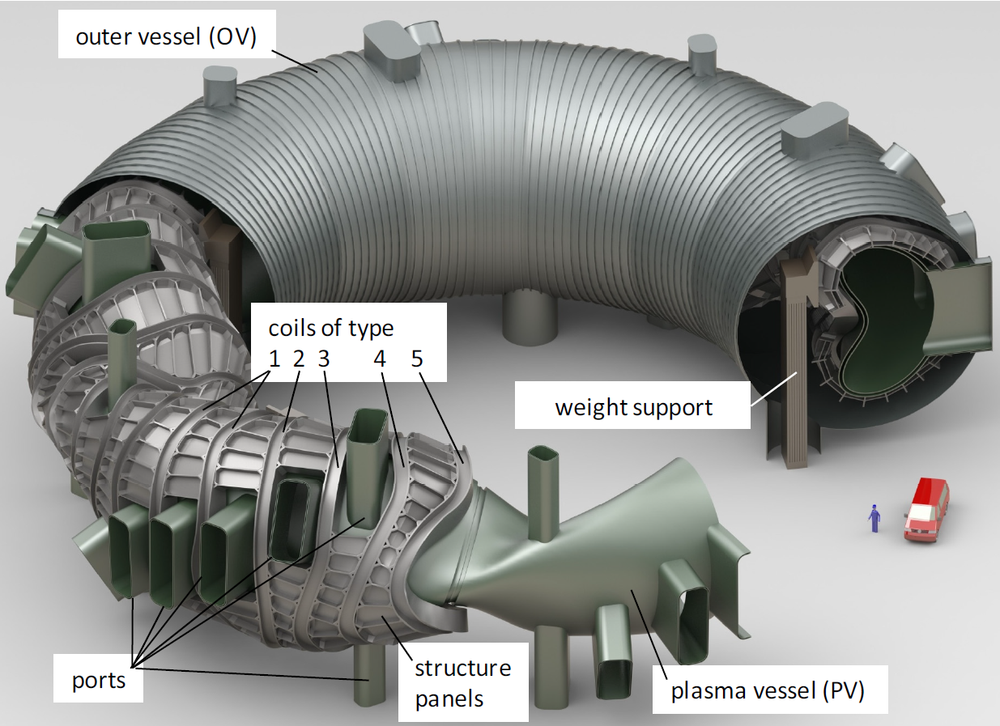 outer vessel (OV)
coils of type
1 2 3 4 5
weight support
ports
structure
panels
plasma vessel (PV)